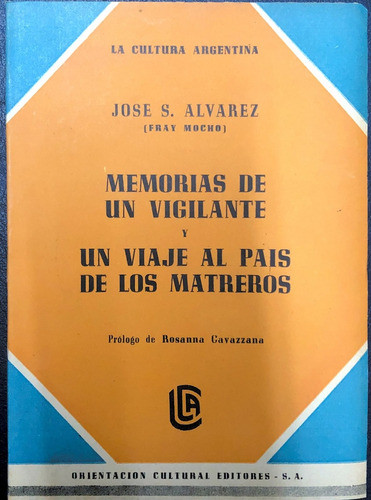 LA CULTURA ARGENTINA
JOSE S. ALVAREZ
(FRAY MOCHO)
MEMORIAS DE
UN VIGILANTE
Y
UN VIAJE AL PAIS
DE LOS MATREROS
Prólogo de Rosanna Cavazzana
LCA
ORIENTACION CULTURAL EDITORES - S. A.